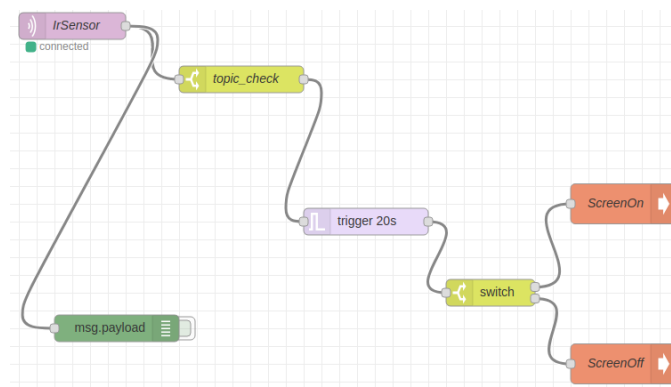 IrSensor
connected
topic_check
trigger 20s
ScreenOn
switch
msg.payload
ScreenOff